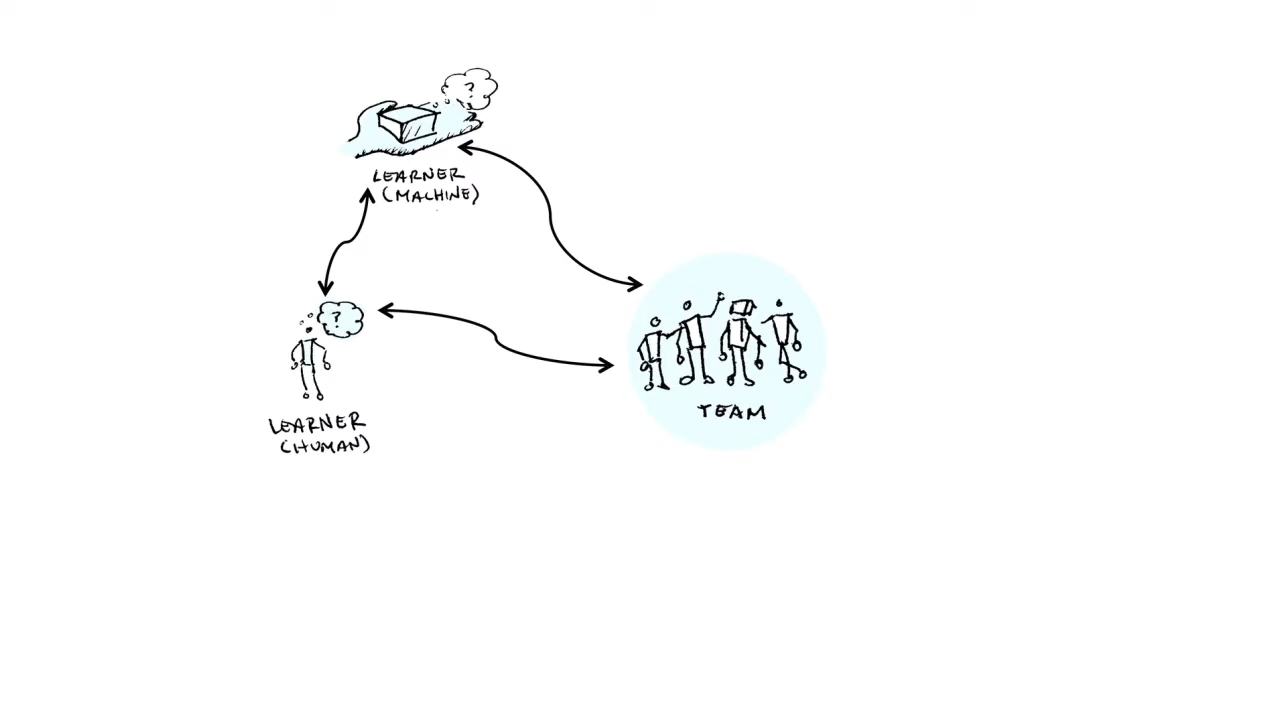 ?
LEARNER
(MACHINE)
?
LEARNER
(HUMAN)
TEAM